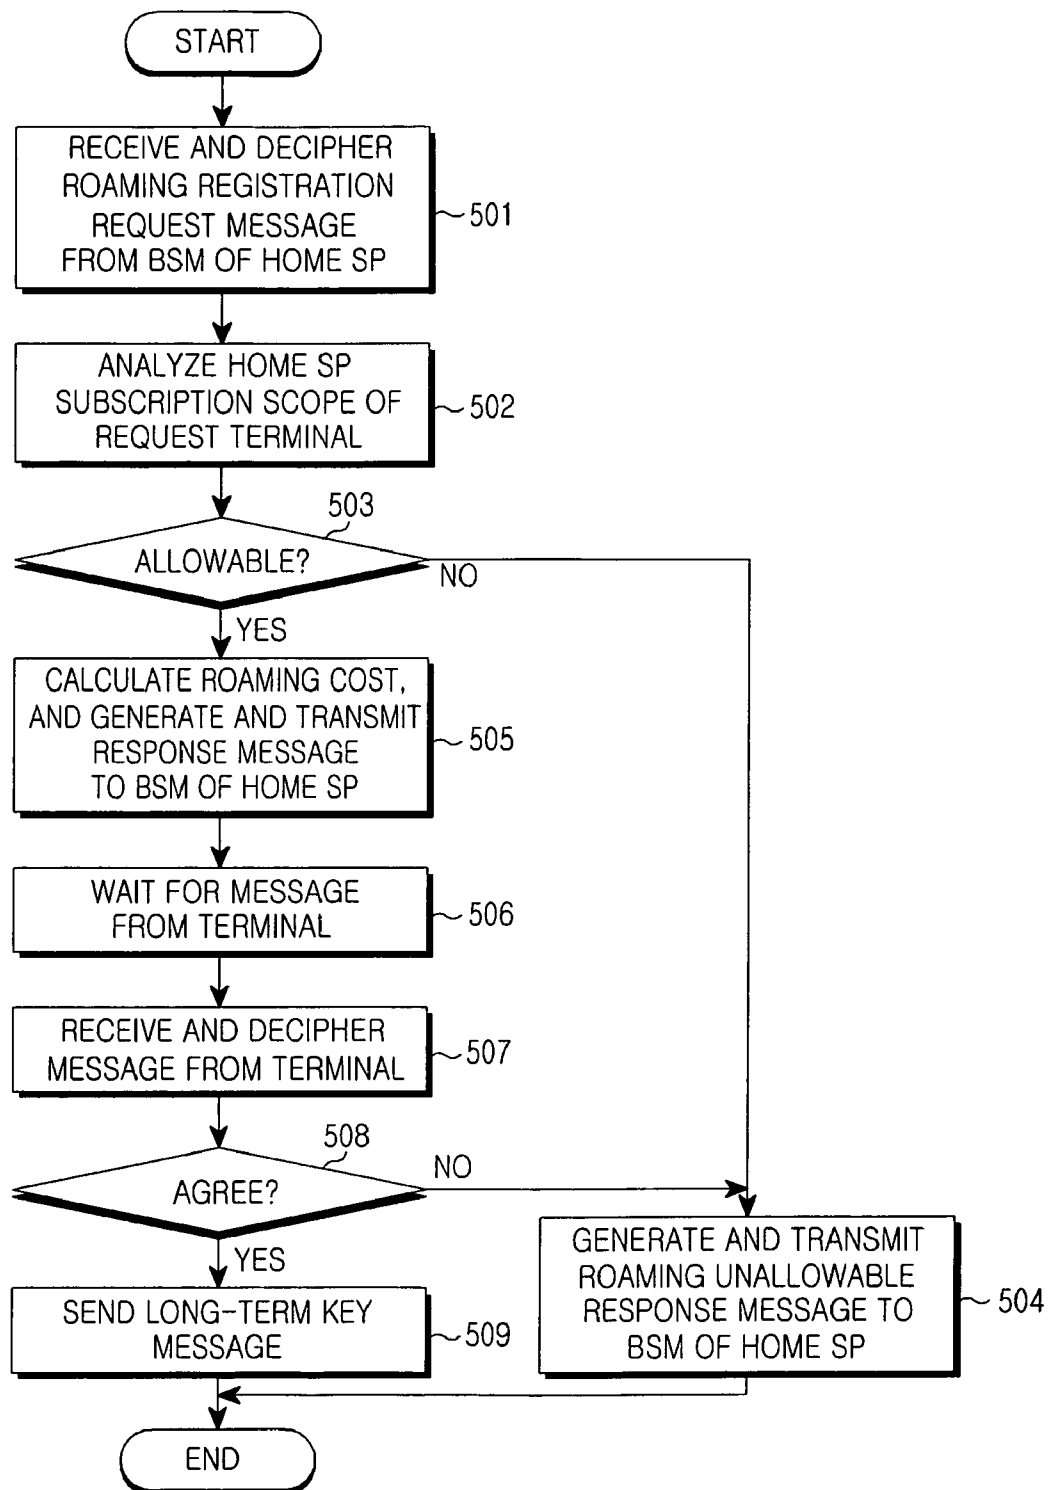 START
RECEIVE AND DECIPHER
ROAMING REGISTRATION
REQUEST MESSAGE
FROM BSM OF HOME SP
501
ANALYZE HOME SP
SUBSCRIPTION SCOPE OF
REQUEST TERMINAL
502
503
ALLOWABLE?
NO
YES
CALCULATE ROAMING COST,
AND GENERATE AND TRANSMIT
RESPONSE MESSAGE
TO BSM OF HOME SP
505
WAIT FOR MESSAGE
FROM TERMINAL
506
RECEIVE AND DECIPHER
MESSAGE FROM TERMINAL
507
508
AGREE?
NO
YES
SEND LONG-TERM KEY
MESSAGE
509
GENERATE AND TRANSMIT
ROAMING UNALLOWABLE
RESPONSE MESSAGE TO
BSM OF HOME SP
504
END